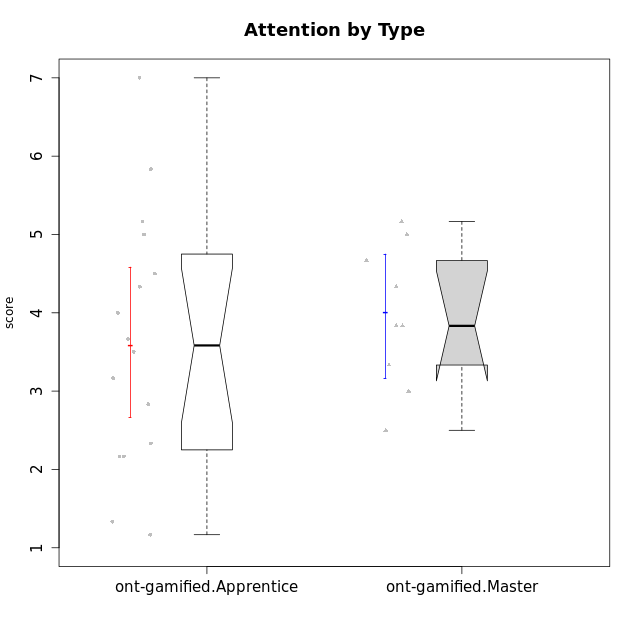 Attention by Type
7
6
5
4
3
2
1
score
ont-gamified.Apprentice
ont-gamified.Master